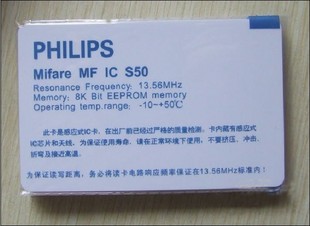 PHILIPS
Mifare MF IC S50
Resonance Frequency: 13.56MHz
Memory: 8K Bit EEPROM memory
Operating temp.range: -10~+50℃
此卡是感应式IC卡、在出厂前已经过严格的质量检测。卡内藏有感应式
IC芯片和天线、为保证使用寿命、请在正常环境下使用、不要挤压、冲击、
折弯及接近高温。
为保证读写距离、务必将读卡电路响应频率保证在13.56MHz标准内!